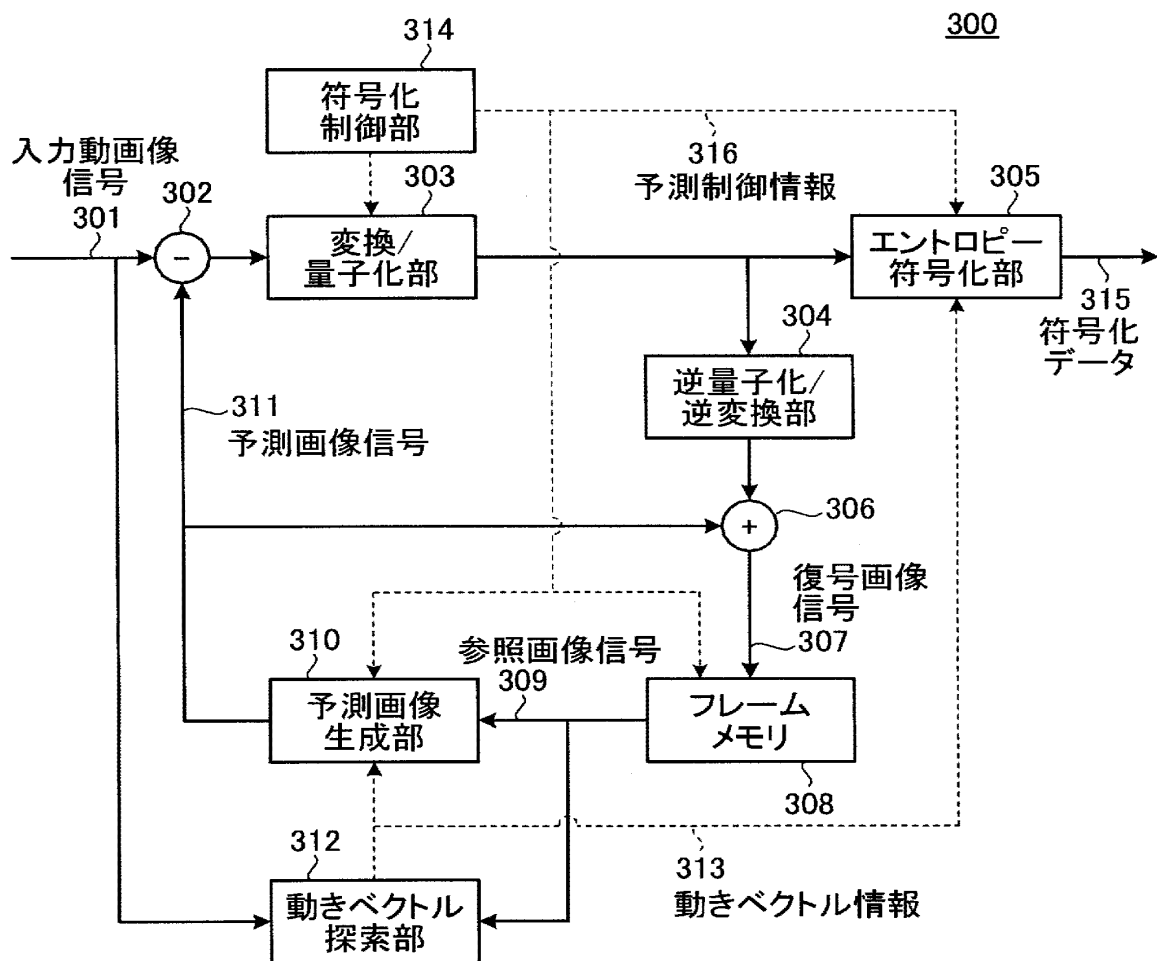 300
314
符号化
制御部
入力動画像
信号
301
302
303
変換/
量子化部
316
予測制御情報
305
エントロピー
符号化部
315
符号化
データ
-
304
逆量子化/
逆変換部
311
予測画像信号
+
306
復号画像
信号
307
310
予測画像
生成部
参照画像信号
309
フレーム
メモリ
308
312
動きベクトル
探索部
313
動きベクトル情報